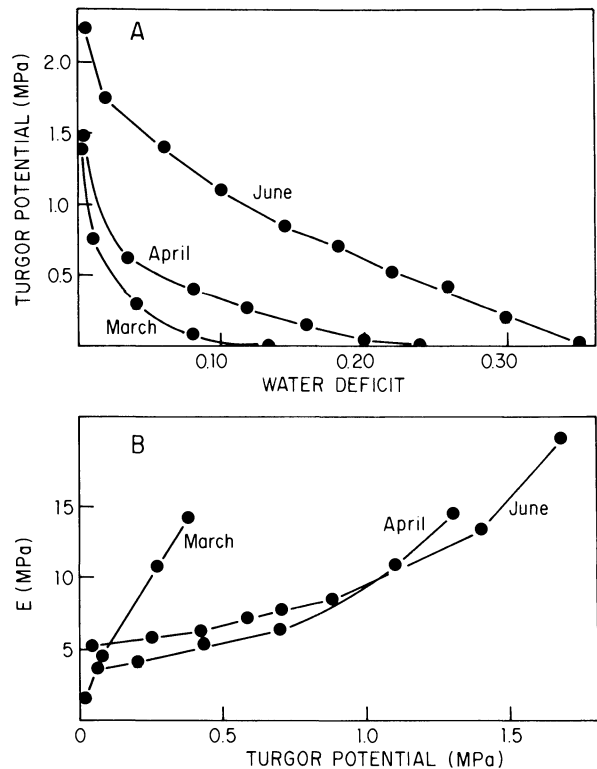 A
TURGOR POTENTIAL (MPa)
2.0
1.5
1.0
0.5
June
April
March
0.10
0.20
0.30
WATER DEFICIT
B
E (MPa)
15
10
5
0
March
April
June
0
0.5
1.0
1.5
TURGOR POTENTIAL (MPa)